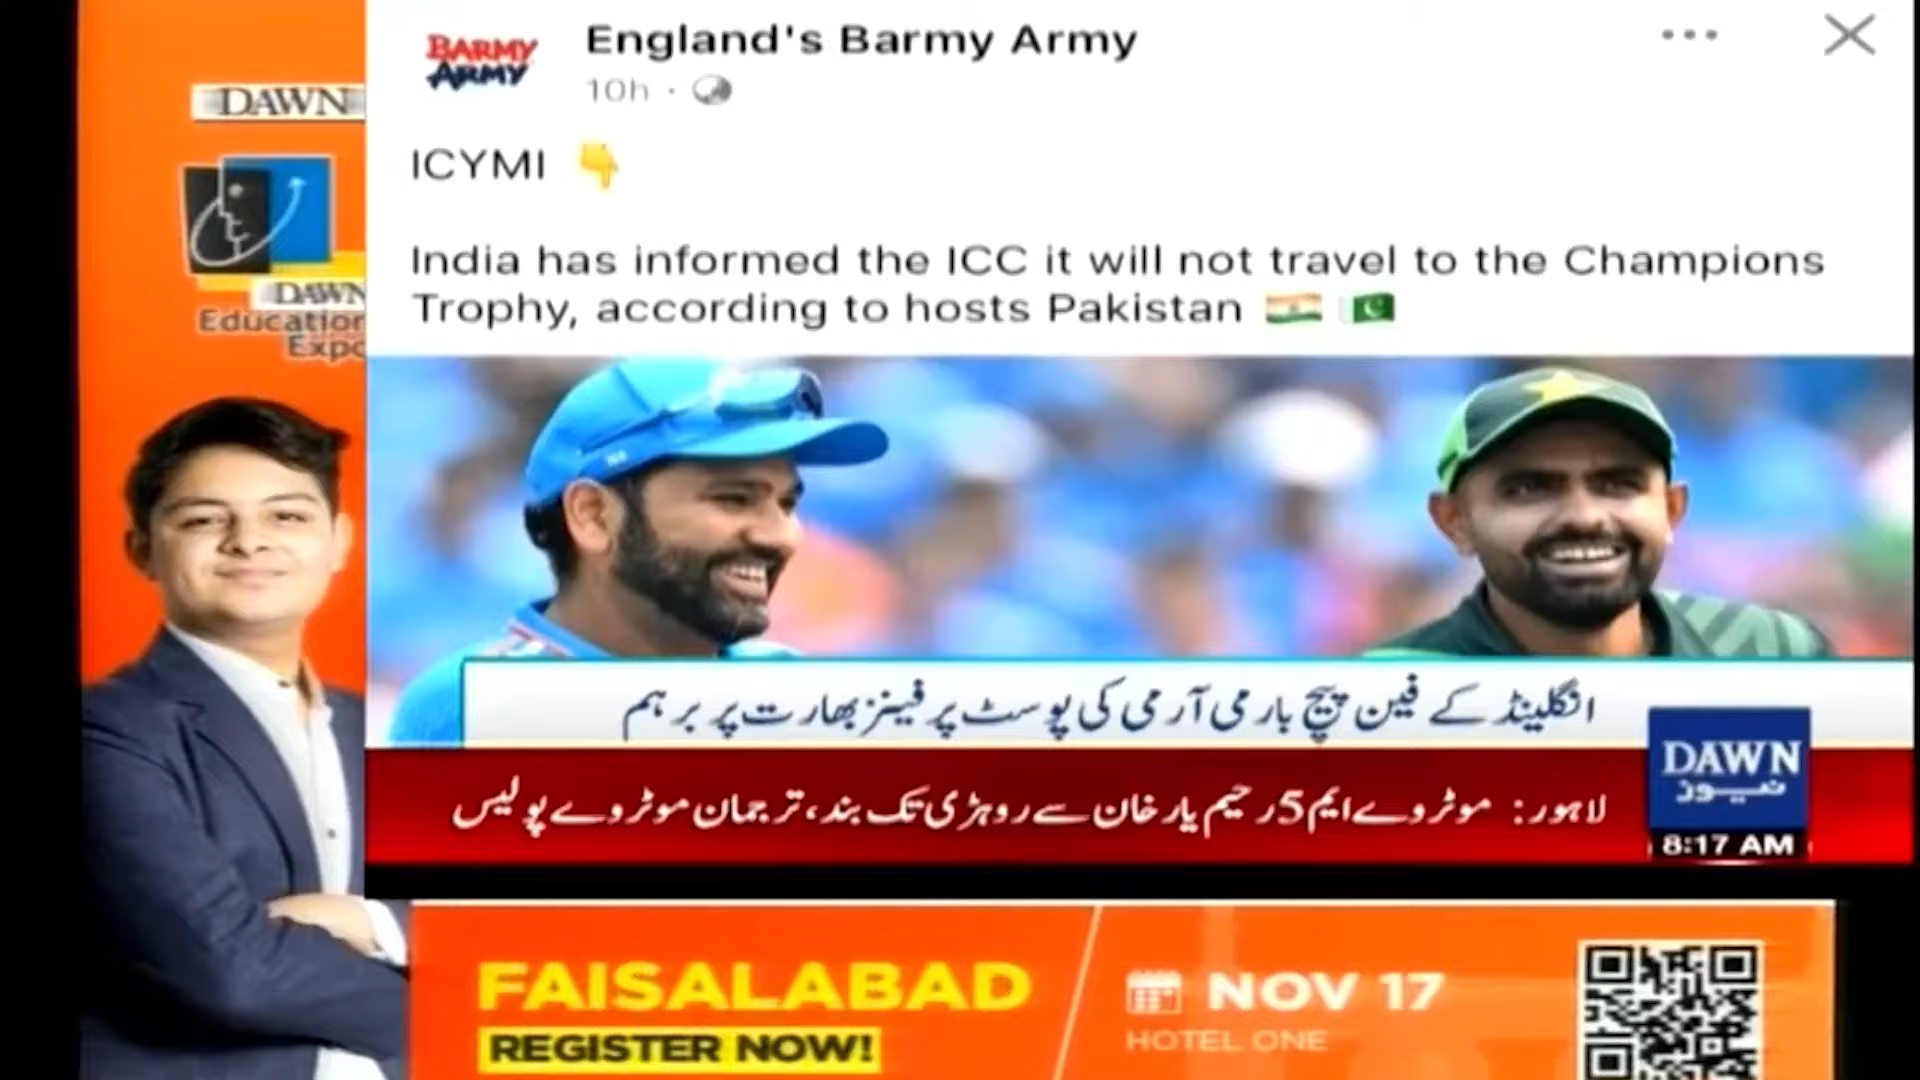 England's Barmy Army
BARMY
ARMY
10h ·
ICYMI 👇
India has informed the ICC it will not travel to the Champions
Trophy, according to hosts Pakistan 🇮🇳 🇵🇰
DAWN
DAWN
Education
Expo
انگلینڈ کے فین پیج بارمی آرمی کی پوسٹ پر فینز بھارت پر برہم
لاہور: موٹروے ایم 5 رحیم یار خان سے روہڑی تک بند، ترجمان موٹروے پولیس
DAWN
نیوز
8:17 AM
FAISALABAD
REGISTER NOW!
NOV 17
HOTEL ONE